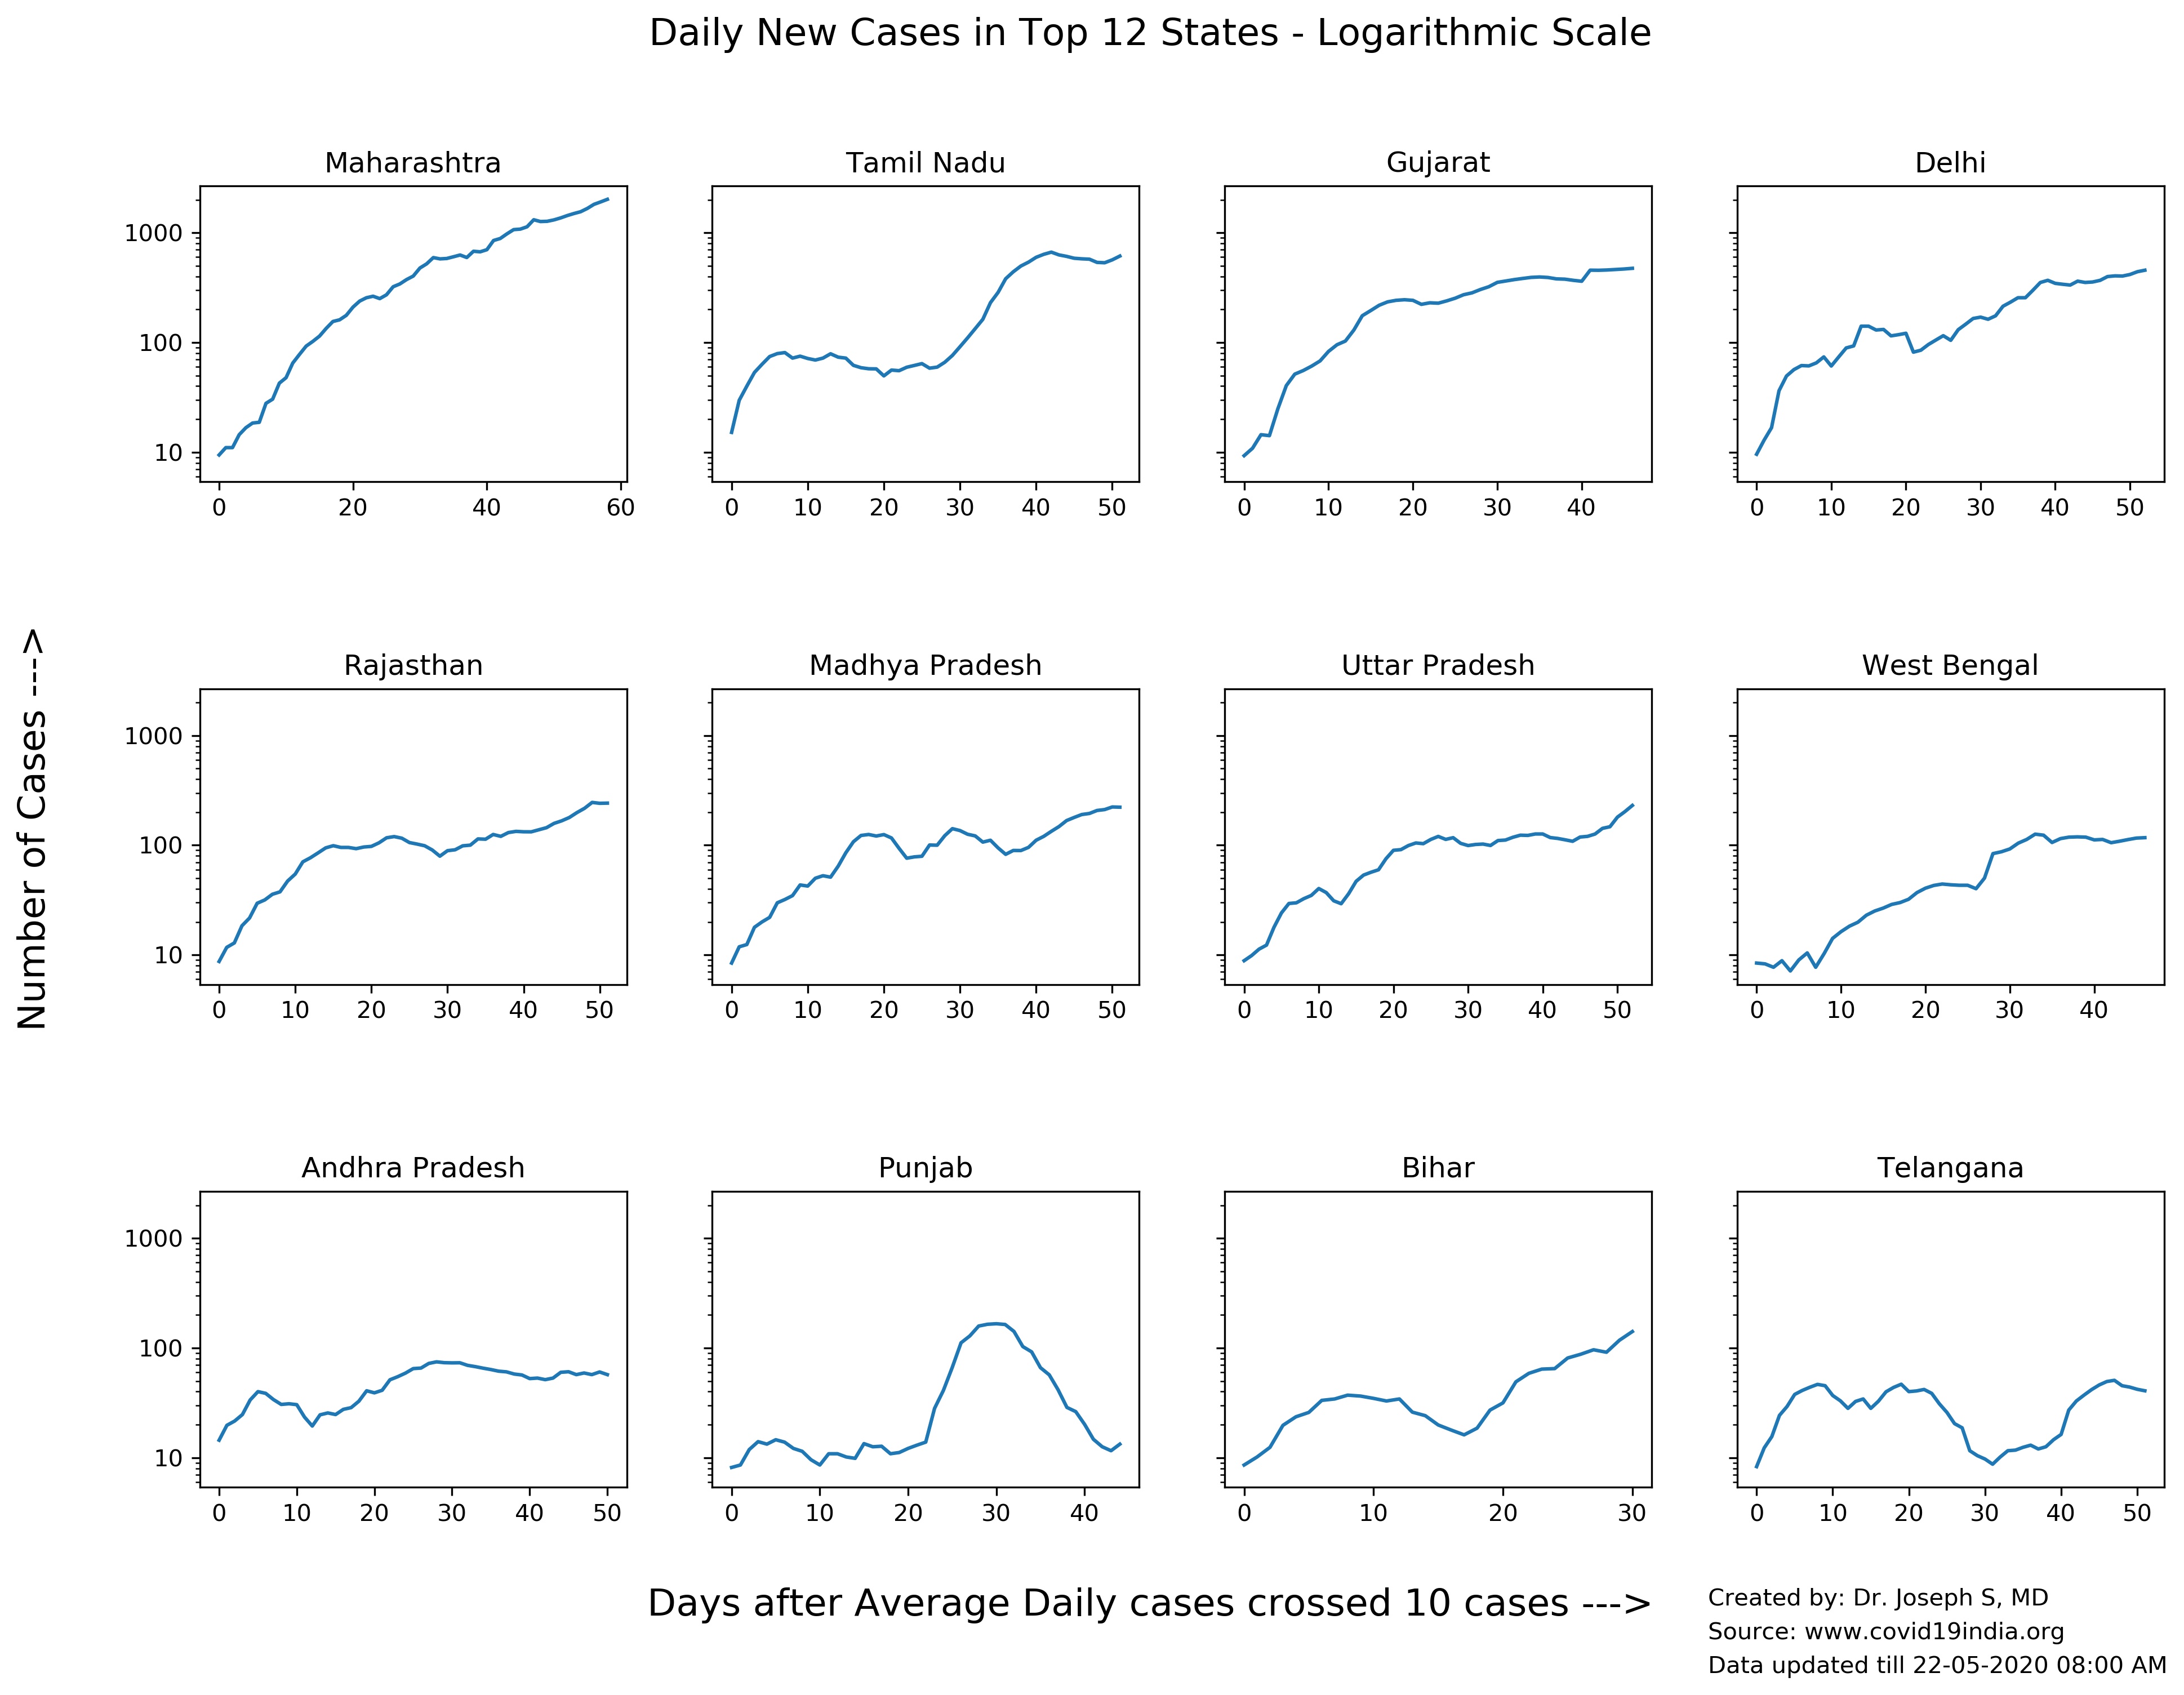 Daily New Cases in Top 12 States - Logarithmic Scale
Maharashtra
Tamil Nadu
Gujarat
Delhi
1000
100
10
0 20 40 60
0 10 20 30 40 50
0 10 20 30 40
0 10 20 30 40 50
Number of Cases --->
Rajasthan
Madhya Pradesh
Uttar Pradesh
West Bengal
1000
100
10
0 10 20 30 40 50
0 10 20 30 40 50
0 10 20 30 40 50
0 10 20 30 40
Andhra Pradesh
Punjab
Bihar
Telangana
1000
100
10
0 10 20 30 40 50
0 10 20 30 40
0 10 20 30
0 10 20 30 40 50
Days after Average Daily cases crossed 10 cases --->
Created by: Dr. Joseph S, MD
Source: www.covid19india.org
Data updated till 22-05-2020 08:00 AM